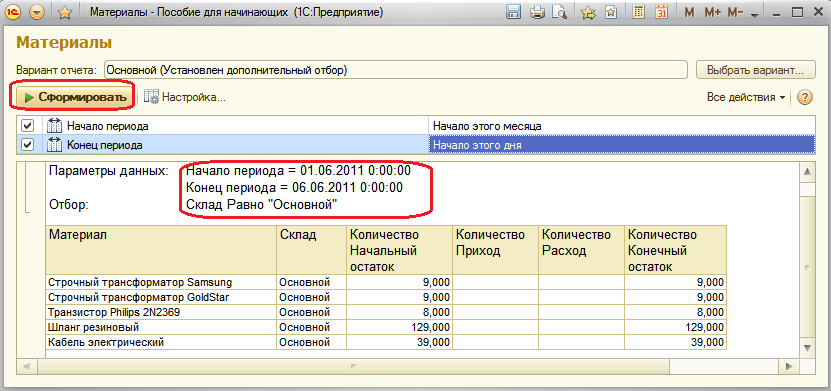 Материалы - Пособие для начинающих (1С:Предприятие)
M M+ M-
Материалы
Вариант отчета: Основной (Установлен дополнительный отбор) Выбрать вариант...
Сформировать Настройка... Все действия
Начало периода Начало этого месяца
Конец периода Начало этого дня
Параметры данных: Начало периода = 01.06.2011 0:00:00
Конец периода = 06.06.2011 0:00:00
Отбор: Склад Равно "Основной"
Материал Склад Количество Количество Количество Количество
Начальный Приход Расход Конечный
остаток остаток
Строчный трансформатор Samsung Основной 9,000 9,000
Строчный трансформатор GoldStar Основной 9,000 9,000
Транзистор Philips 2N2369 Основной 8,000 8,000
Шланг резиновый Основной 129,000 129,000
Кабель электрический Основной 39,000 39,000